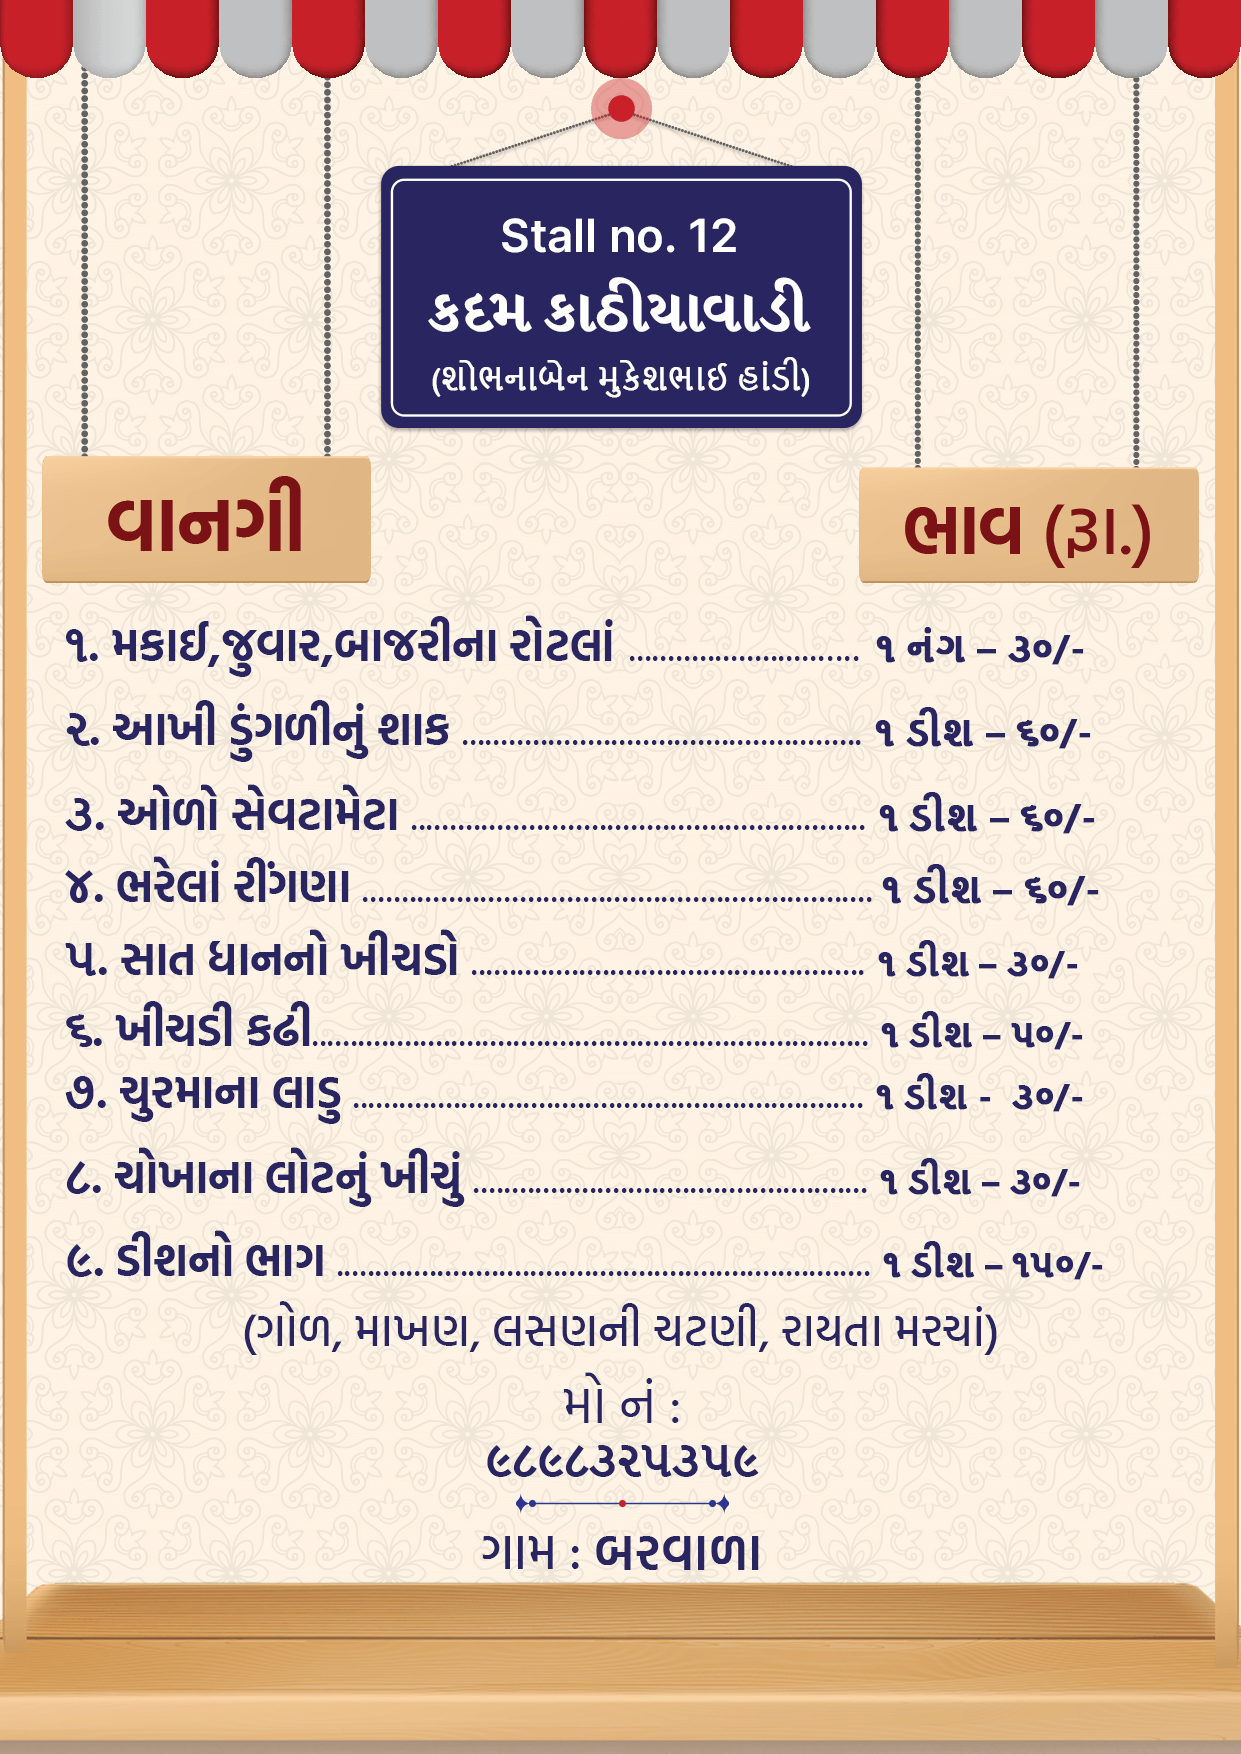 Stall no. 12
કદમ કાઠીયાવાડી
(શોભનાબેન મુકેશભાઈ હાંડી)
વાનગી
ભાવ (રૂા.)
૧. મકાઈ,જુવાર,બાજરીના રોટલાં .............................. ૧ નંગ – ૩૦/-
૨. આખી ડુંગળીનું શાક .................................................... ૧ ડીશ – ૬૦/-
૩. ઓળો સેવટામેટા ........................................................... ૧ ડીશ – ૬૦/-
૪. ભરેલાં રીંગણા .................................................................. ૧ ડીશ – ૬૦/-
૫. સાત ધાનનો ખીચડો ................................................... ૧ ડીશ – ૩૦/-
૬. ખીચડી કઢી........................................................................ ૧ ડીશ – ૫૦/-
૭. ચુરમાના લાડુ .................................................................. ૧ ડીશ - ૩૦/-
૮. ચોખાના લોટનું ખીચું ................................................... ૧ ડીશ – ૩૦/-
૯. ડીશનો ભાગ ..................................................................... ૧ ડીશ – ૧૫૦/-
(ગોળ, માખણ, લસણની ચટણી, રાયતા મરચાં)
મો નં :
૯૮૯૮૩૨૫૩૫૯
ગામ : બરવાળા